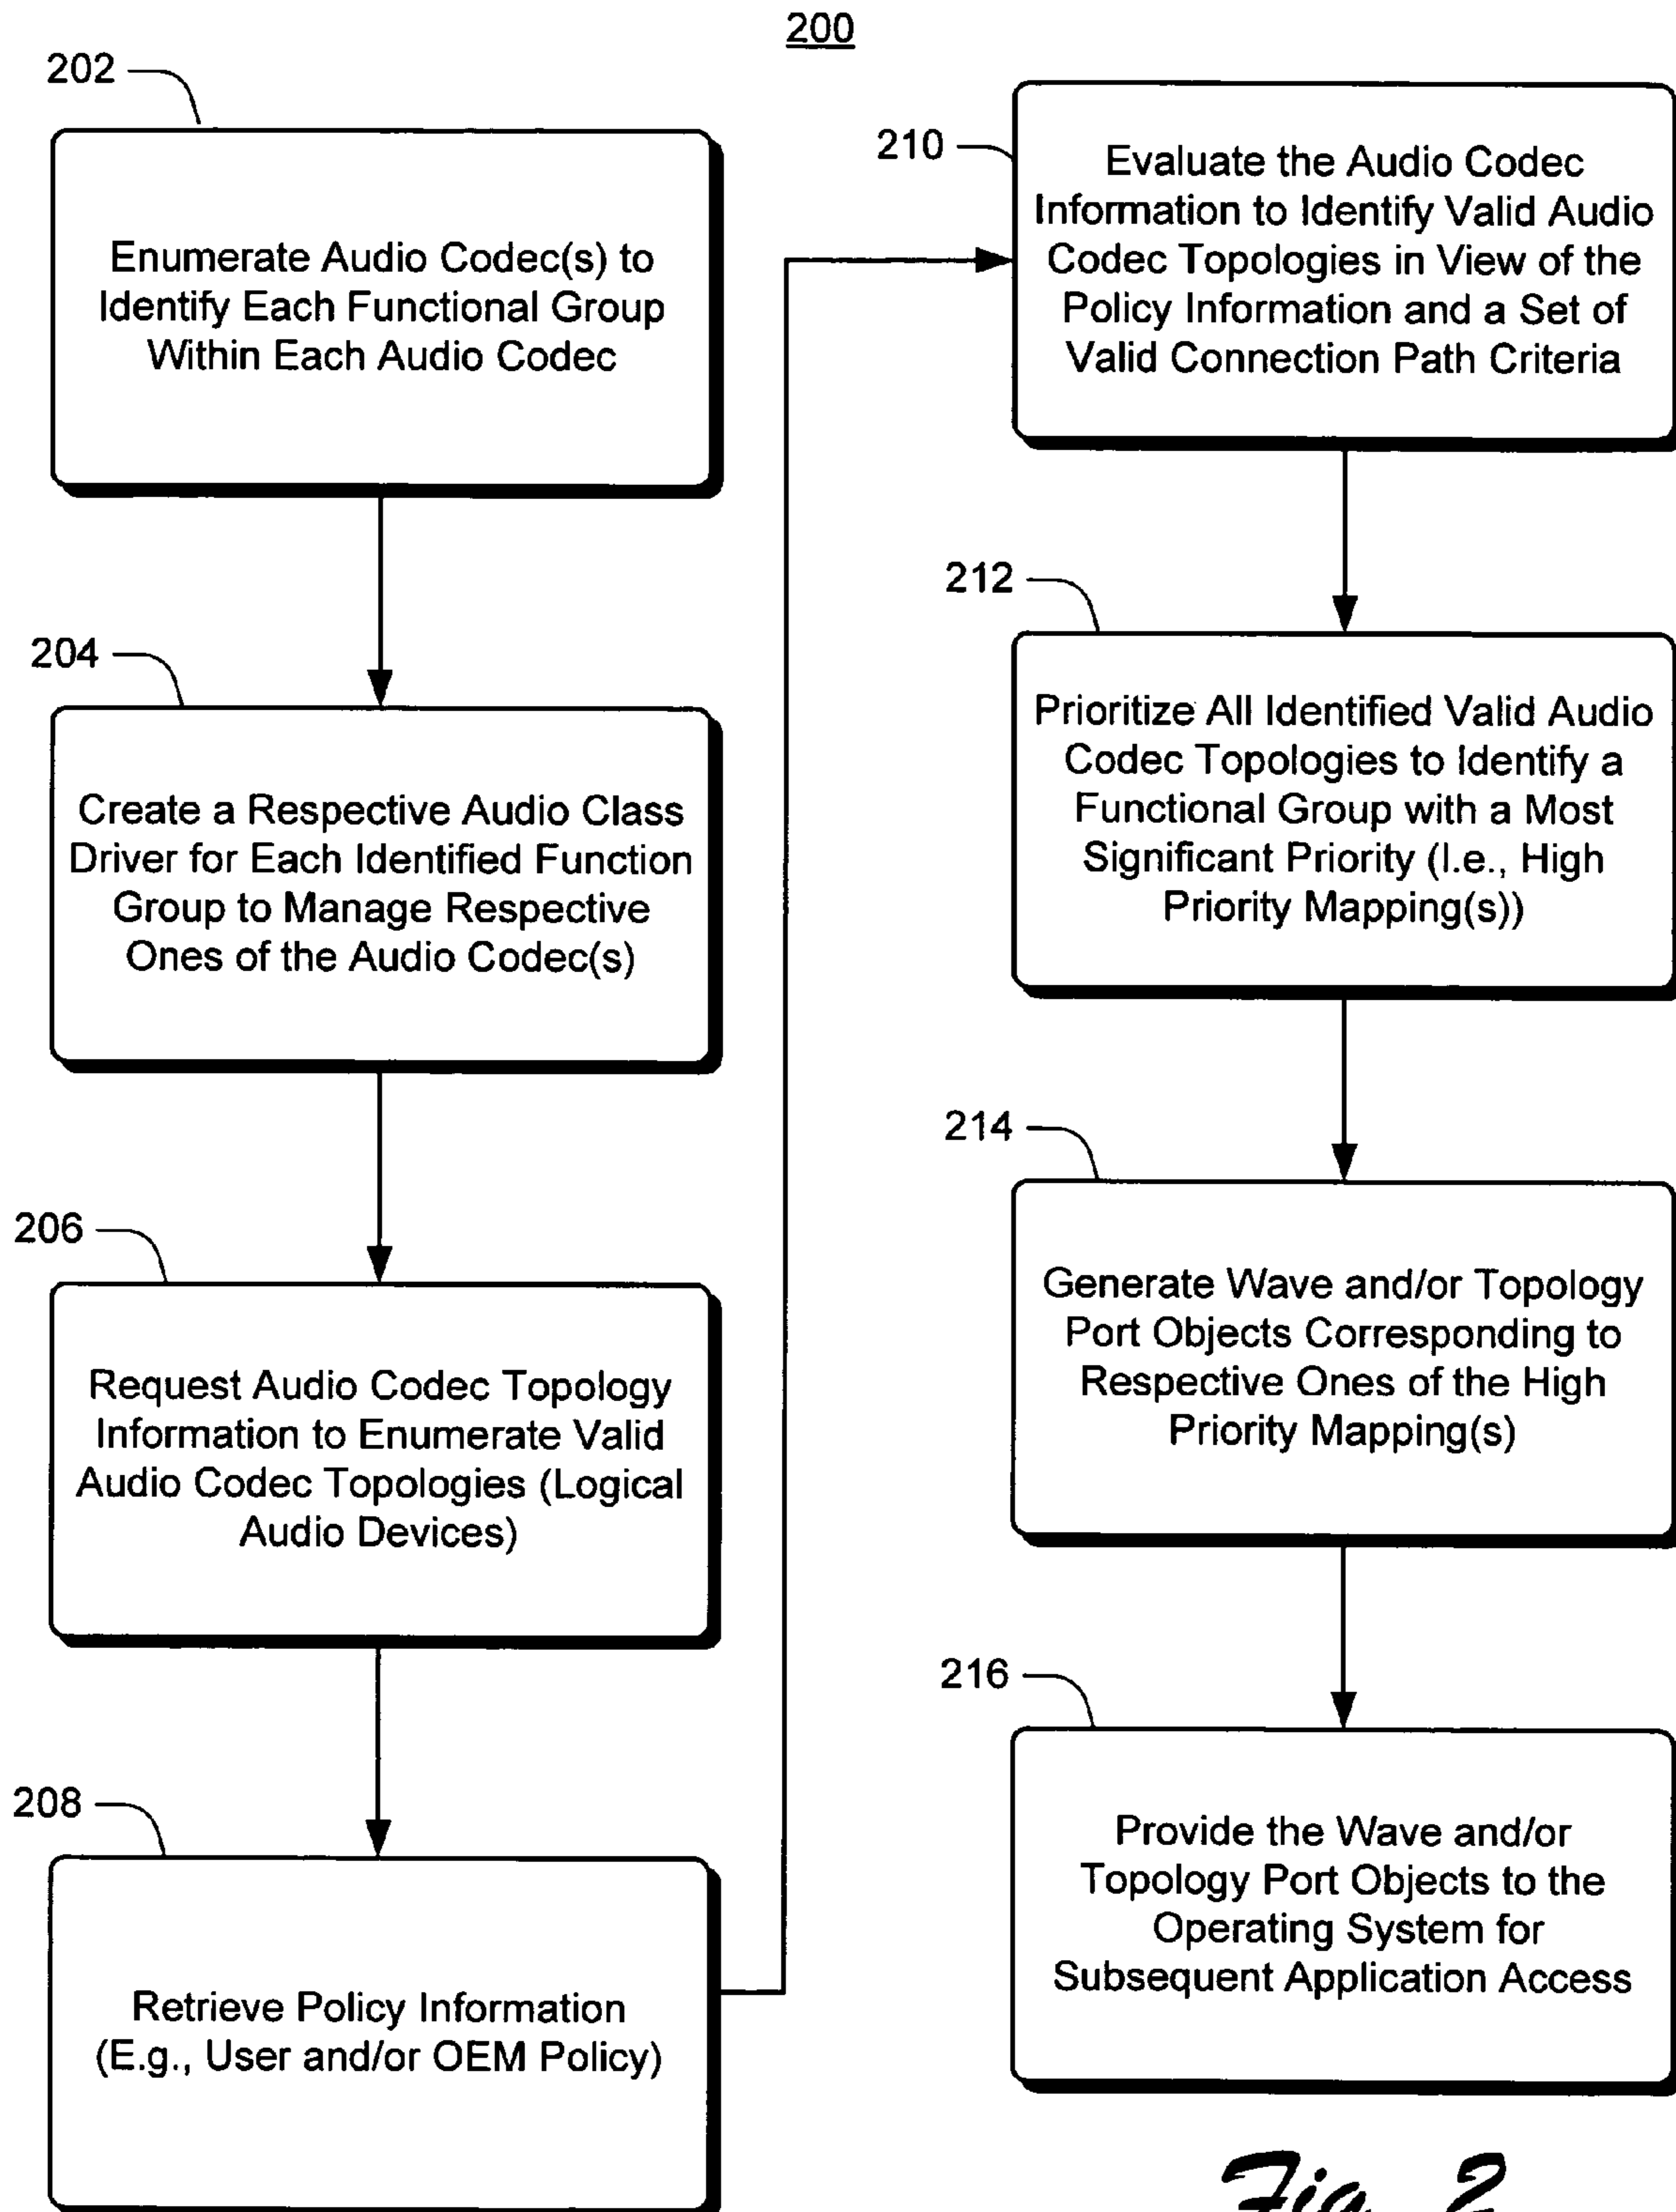 200
202
Enumerate Audio Codec(s) to
Identify Each Functional Group
Within Each Audio Codec
204
Create a Respective Audio Class
Driver for Each Identified Function
Group to Manage Respective
Ones of the Audio Codec(s)
206
Request Audio Codec Topology
Information to Enumerate Valid
Audio Codec Topologies (Logical
Audio Devices)
208
Retrieve Policy Information
(E.g., User and/or OEM Policy)
210
Evaluate the Audio Codec
Information to Identify Valid Audio
Codec Topologies in View of the
Policy Information and a Set of
Valid Connection Path Criteria
212
Prioritize All Identified Valid Audio
Codec Topologies to Identify a
Functional Group with a Most
Significant Priority (I.e., High
Priority Mapping(s))
214
Generate Wave and/or Topology
Port Objects Corresponding to
Respective Ones of the High
Priority Mapping(s)
216
Provide the Wave and/or
Topology Port Objects to the
Operating System for
Subsequent Application Access
Fig. 2